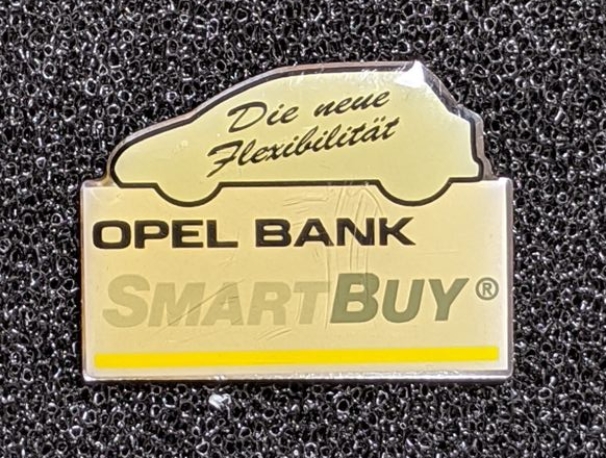 Die neue
Flexibilität
OPEL BANK
SMARTBUY®